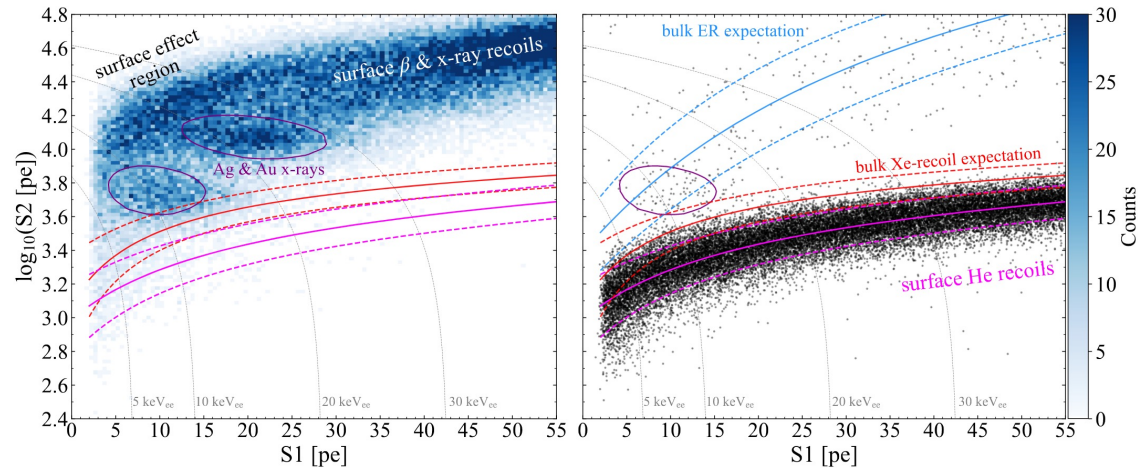 surface effect
region
surface β & x-ray recoils
Ag & Au x-rays
5 keVee
10 keVee
20 keVee
30 keVee
log10(S2 [pe])
4.8
4.6
4.4
4.2
4.0
3.8
3.6
3.4
3.2
3.0
2.8
2.6
2.4
0 5 10 15 20 25 30 35 40 45 50 55
S1 [pe]
bulk ER expectation
bulk Xe-recoil expectation
surface He recoils
5 keVee
10 keVee
20 keVee
30 keVee
0 5 10 15 20 25 30 35 40 45 50 55
S1 [pe]
30
25
20
15
10
5
0
Counts